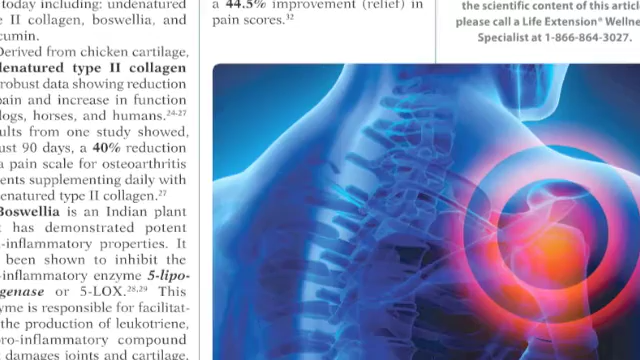 today including: undenatured
e II collagen, boswellia, and
cumin.
Derived from chicken cartilage,
denatured type II collagen
robust data showing reduction
pain and increase in function
dogs, horses, and humans.24-27
ults from one study showed,
ust 90 days, a 40% reduction
a pain scale for osteoarthritis
ents supplementing daily with
enatured type II collagen.27
Boswellia is an Indian plant
t has demonstrated potent
-inflammatory properties. It
been shown to inhibit the
-inflammatory enzyme 5-lipo-
genase or 5-LOX.28,29 This
yme is responsible for facilitat-
the production of leukotriene,
pro-inflammatory compound
t damages joints and cartilage,
a 44.5% improvement (relief) in
pain scores.32
the scientific content of this articl
please call a Life Extension® Wellne
Specialist at 1-866-864-3027.